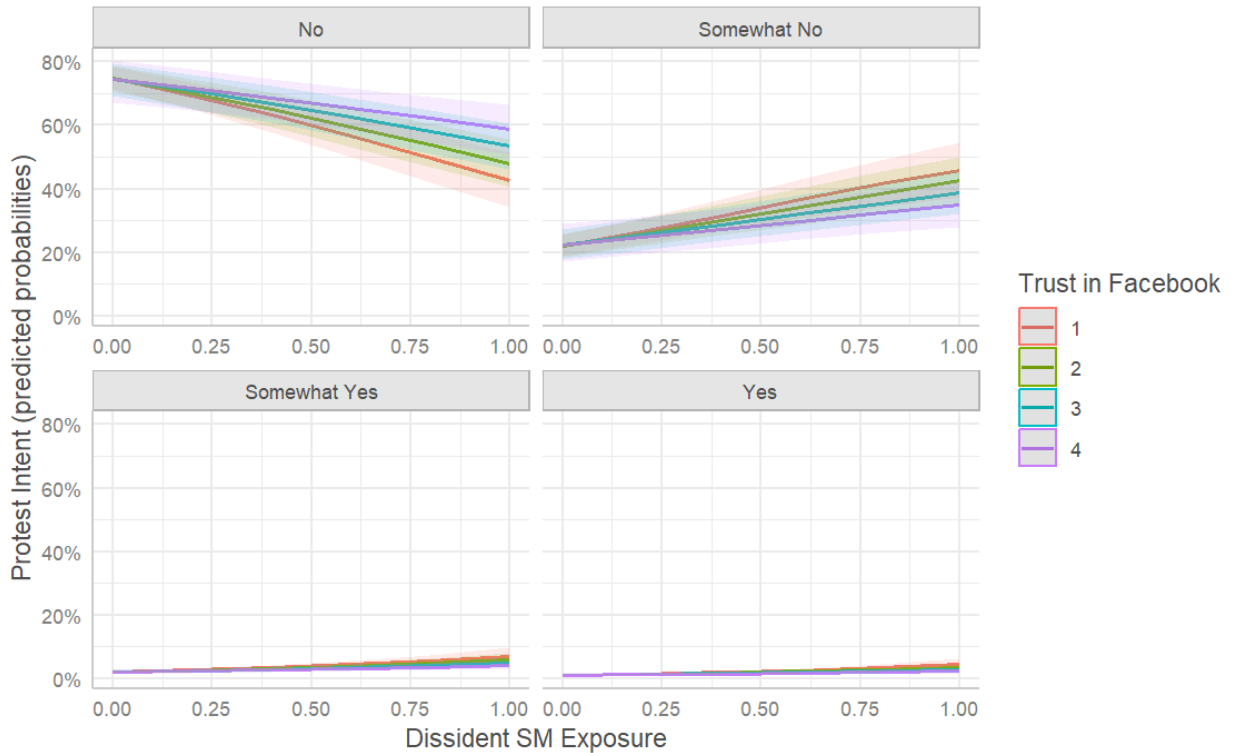 No
Somewhat No
80%
60%
40%
20%
0%
0.00 0.25 0.50 0.75 1.00
0.00 0.25 0.50 0.75 1.00
Somewhat Yes
Yes
80%
60%
40%
20%
0%
0.00 0.25 0.50 0.75 1.00
0.00 0.25 0.50 0.75 1.00
Protest Intent (predicted probabilities)
Dissident SM Exposure
Trust in Facebook
1
2
3
4